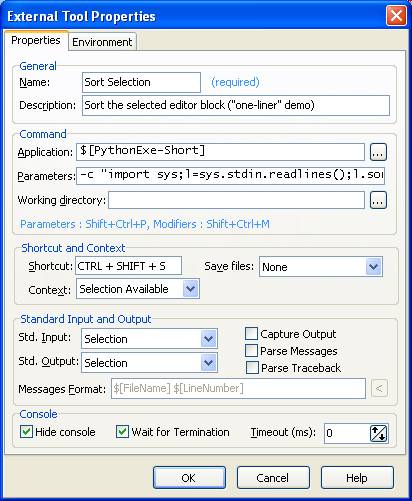 External Tool Properties
Properties Environment
General
Name: Sort Selection (required)
Description: Sort the selected editor block ("one-liner" demo)
Command
Application: $[PythonExe-Short] ...
Parameters: -c "import sys;l=sys.stdin.readlines();l.sor ...
Working directory: ...
Parameters : Shift+Ctrl+P, Modifiers : Shift+Ctrl+M
Shortcut and Context
Shortcut: CTRL + SHIFT + S Save files: None
Context: Selection Available
Standard Input and Output
Std. Input: Selection Capture Output
Parse Messages
Std. Output: Selection Parse Traceback
Messages Format: $[FileName] $[LineNumber] <
Console
Hide console Wait for Termination Timeout (ms): 0
OK Cancel Help